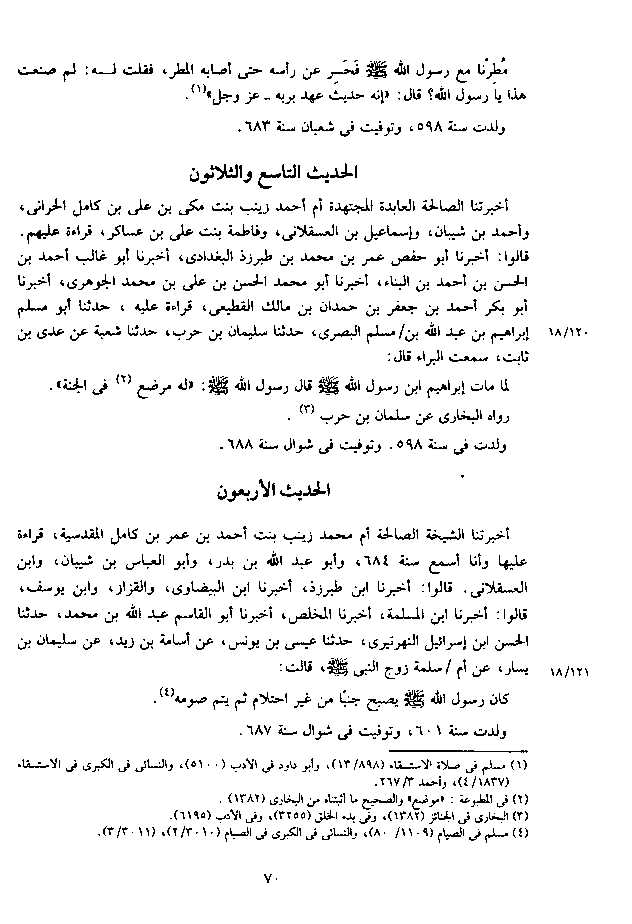 مُطِرْنا مع رسول الله ﷺ فَحَسَر عن رأسه حتى أصابه المطر، فقلت لـه: لم صنعت
هذا يا رسول الله؟ قال: «إنه حديث عهد بربه ـ عز وجل»(١).
ولدت سنة ٥٩٨، وتوفيت فى شعبان سنة ٦٨٣.
الحديث التاسع والثلاثون
أخبرتنا الصالحة العابدة المجتهدة أم أحمد زينب بنت مكى بن على بن كامل الحرانى،
وأحمد بن شيبان، وإسماعيل بن العسقلانى، وفاطمة بنت على بن عساكر، قراءة عليهم.
قالوا: أخبرنا أبو حفص عمر بن محمد بن طبرزذ البغدادى، أخبرنا أبو غالب أحمد بن
الحسن بن أحمد بن البناء، أخبرنا أبو محمد الحسن بن على بن محمد الجوهرى، أخبرنا
أبو بكر أحمد بن جعفر بن حمدان بن مالك القطيعى، قراءة عليه ، حدثنا أبو مسلم
١٨/١٢٠ إبراهيم بن عبد الله بن/مسلم البصرى، حدثنا سليمان بن حرب، حدثنا شعبة عن عدى بن
ثابت، سمعت البراء قال:
لما مات إبراهيم ابن رسول الله ﷺ قال رسول الله ﷺ: «له مرضع (٢) فى الجنة».
رواه البخارى عن سلمان بن حرب (٣) .
ولدت فى سنة ٥٩٨. وتوفيت فى شوال سنة ٦٨٨.
الحديث الأربعون
أخبرتنا الشيخة الصالحة أم محمد زينب بنت أحمد بن عمر بن كامل المقدسية، قراءة
عليها وأنا أسمع سنة ٦٨٤، وأبو عبد الله بن بدر، وأبو العباس بن شيبان، وابن
العسقلانى. قالوا: أخبرنا ابن طبرزذ، أخبرنا ابن البيضاوى، والقزاز، وابن يوسف،
قالوا: أخبرنا ابن المسلمة، أخبرنا المخلص، أخبرنا أبو القاسم عبد الله بن محمد، حدثنا
الحسن ابن إسرائيل النهرتيرى، حدثنا عيسى بن يونس، عن أسامة بن زيد، عن سليمان بن
١٨/١٢١ يسار، عن أم /سلمة زوج النبى ﷺ، قالت:
كان رسول الله ﷺ يصبح جنبًا من غير احتلام ثم يتم صومه(٤).
ولدت سنة ٦٠١، وتوفيت فى شوال سنة ٦٨٧.
(١) مسلم فى صلاة الاستسقاء (١٣/٨٩٨)، وأبو داود فى الأدب (٥١٠٠)، والنسائى فى الكبرى فى الاستسقاء
(٤/١٨٣٧)، وأحمد ٢٦٧/٣.
(٢) فى المطبوعة : «موضع» والصحيح ما أثبتناه من البخارى (١٣٨٢) .
(٣) البخارى فى الجنائز (١٣٨٢)، وفى بدء الخلق (٣٢٥٥)، وفى الأدب (٦١٩٥).
(٤) مسلم فى الصيام (١١٠٩/ ٨٠)، والنسائى فى الكبرى فى الصيام (٢/٣٠١٠)، (٣/٣٠١١).
٧٠